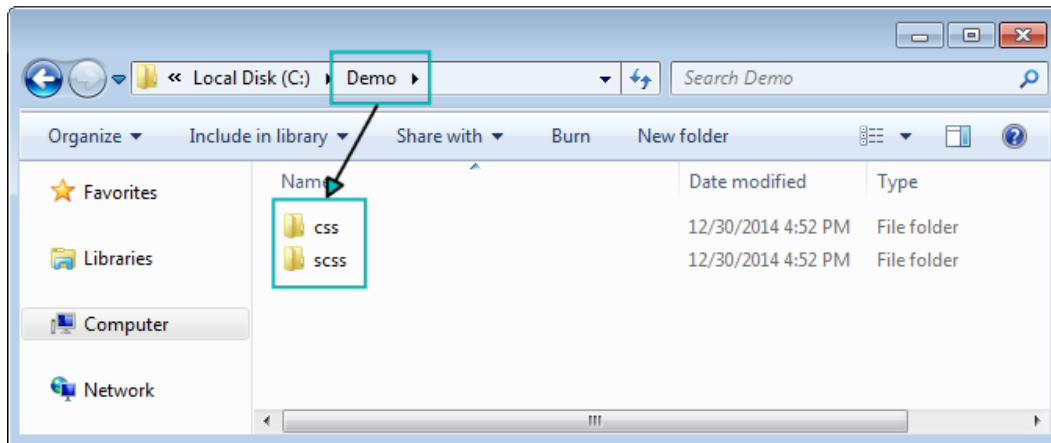 « Local Disk (C:) Demo Search Demo
Organize Include in library Share with Burn New folder
Favorites
Libraries
Computer
Network
Name Date modified Type
css 12/30/2014 4:52 PM File folder
scss 12/30/2014 4:52 PM File folder